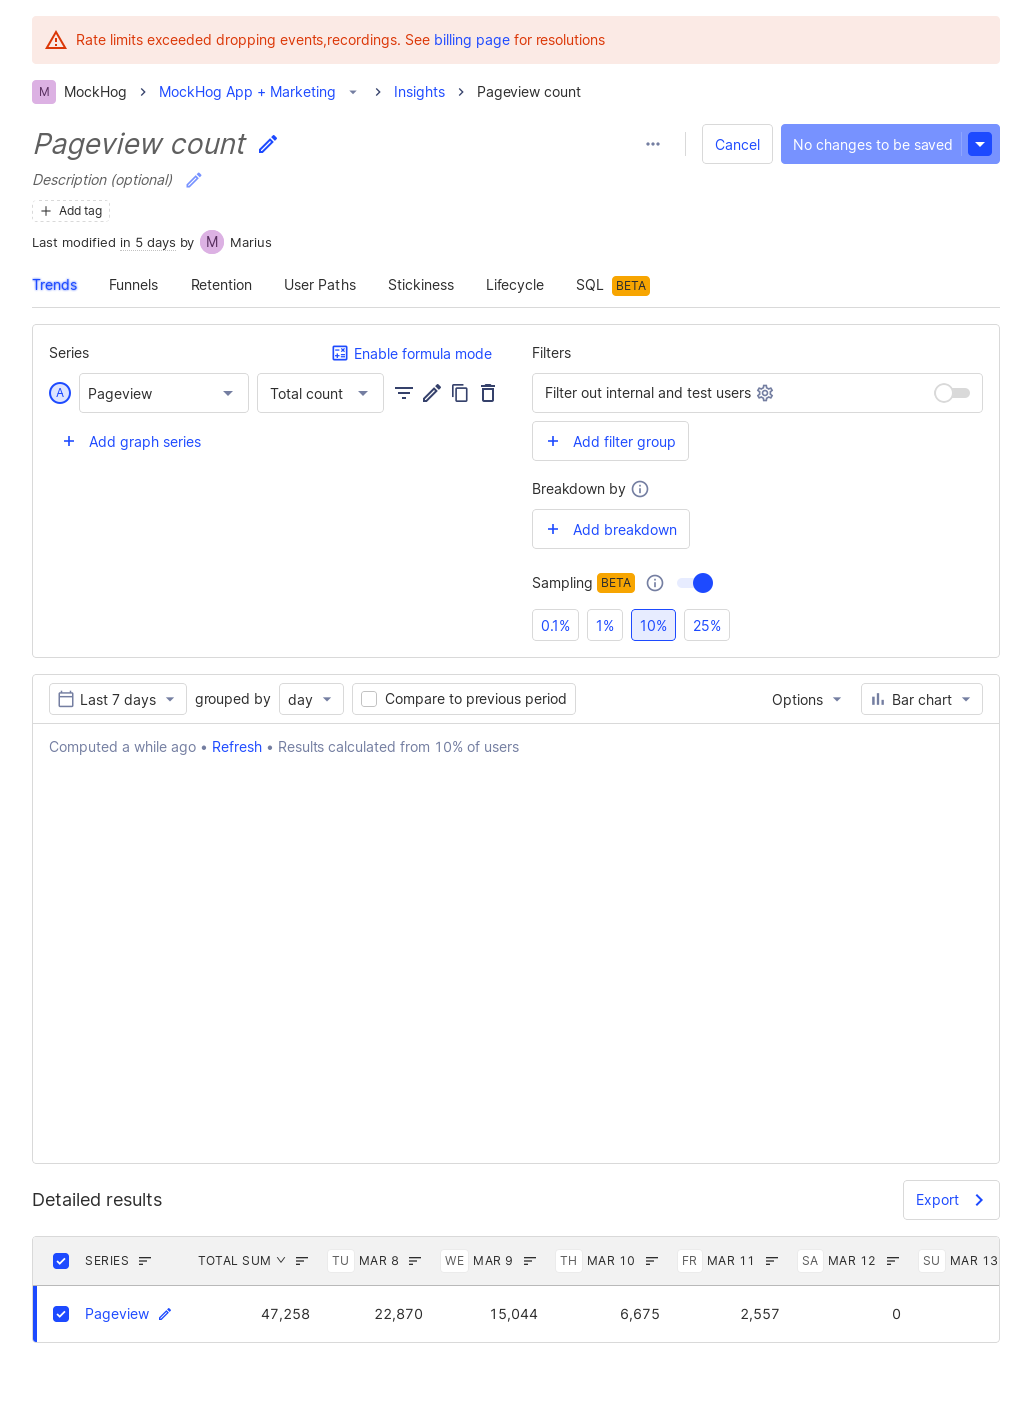 Rate limits exceeded dropping events,recordings. See billing page for resolutions
M MockHog MockHog App + Marketing Insights Pageview count
Pageview count
Cancel No changes to be saved
Description (optional)
Add tag
Last modified in 5 days by M Marius
Trends Funnels Retention User Paths Stickiness Lifecycle SQL BETA
Series Enable formula mode
A Pageview Total count
Add graph series
Filters
Filter out internal and test users
Add filter group
Breakdown by
Add breakdown
Sampling BETA
0.1% 1% 10% 25%
Last 7 days grouped by day Compare to previous period Options Bar chart
Computed a while ago • Refresh • Results calculated from 10% of users
Detailed results Export
SERIES TOTAL SUM TU MAR 8 WE MAR 9 TH MAR 10 FR MAR 11 SA MAR 12 SU MAR 13
Pageview 47,258 22,870 15,044 6,675 2,557 0